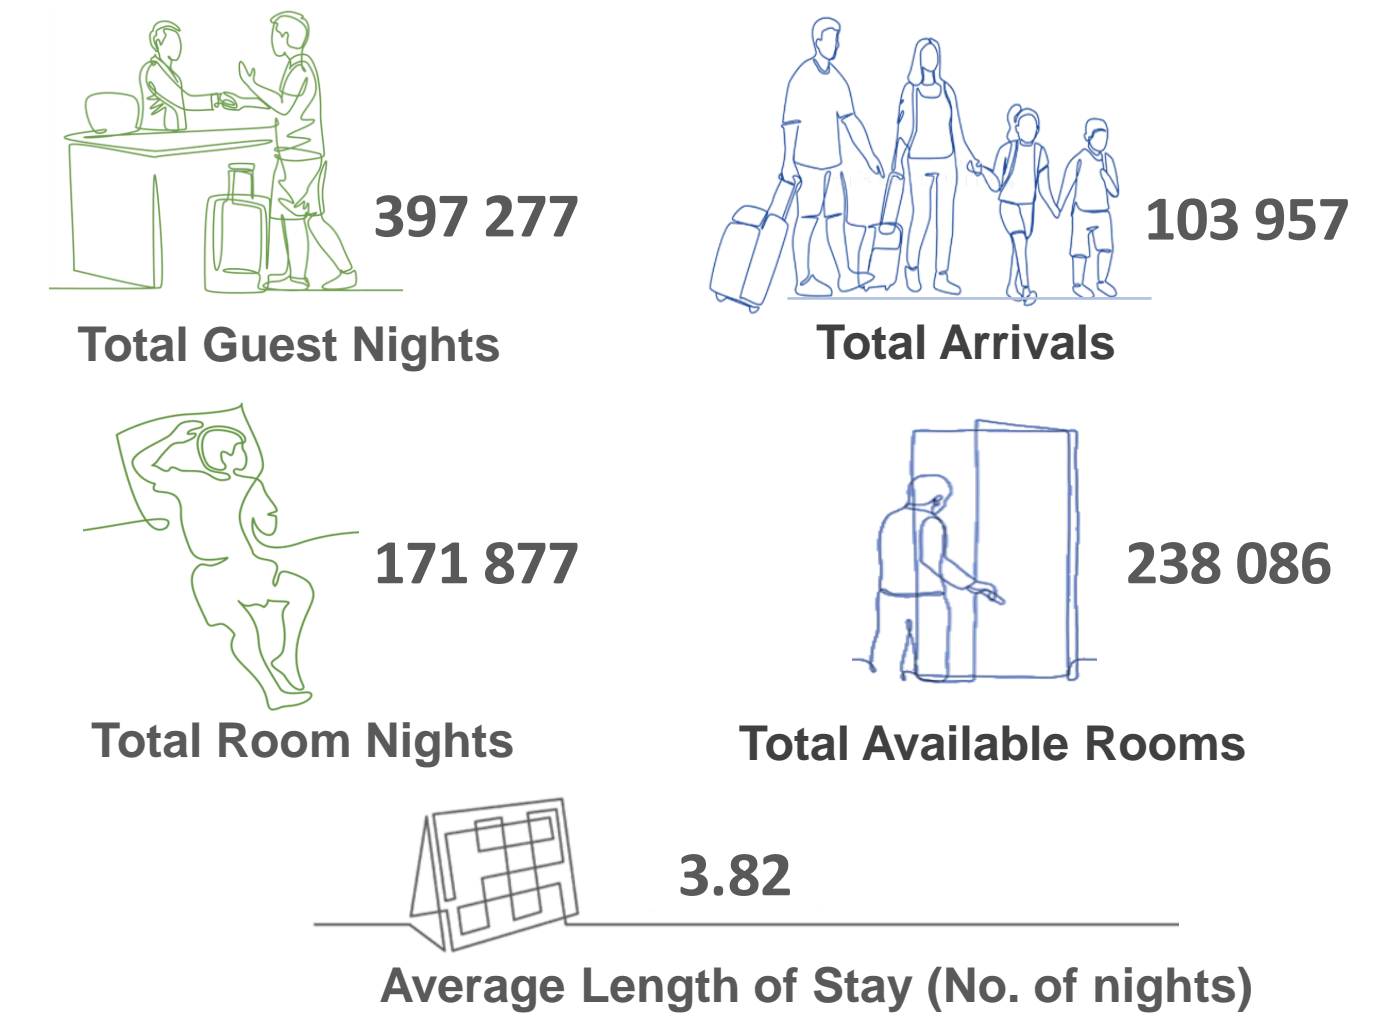 397 277
Total Guest Nights
103 957
Total Arrivals
171 877
Total Room Nights
238 086
Total Available Rooms
3.82
Average Length of Stay (No. of nights)